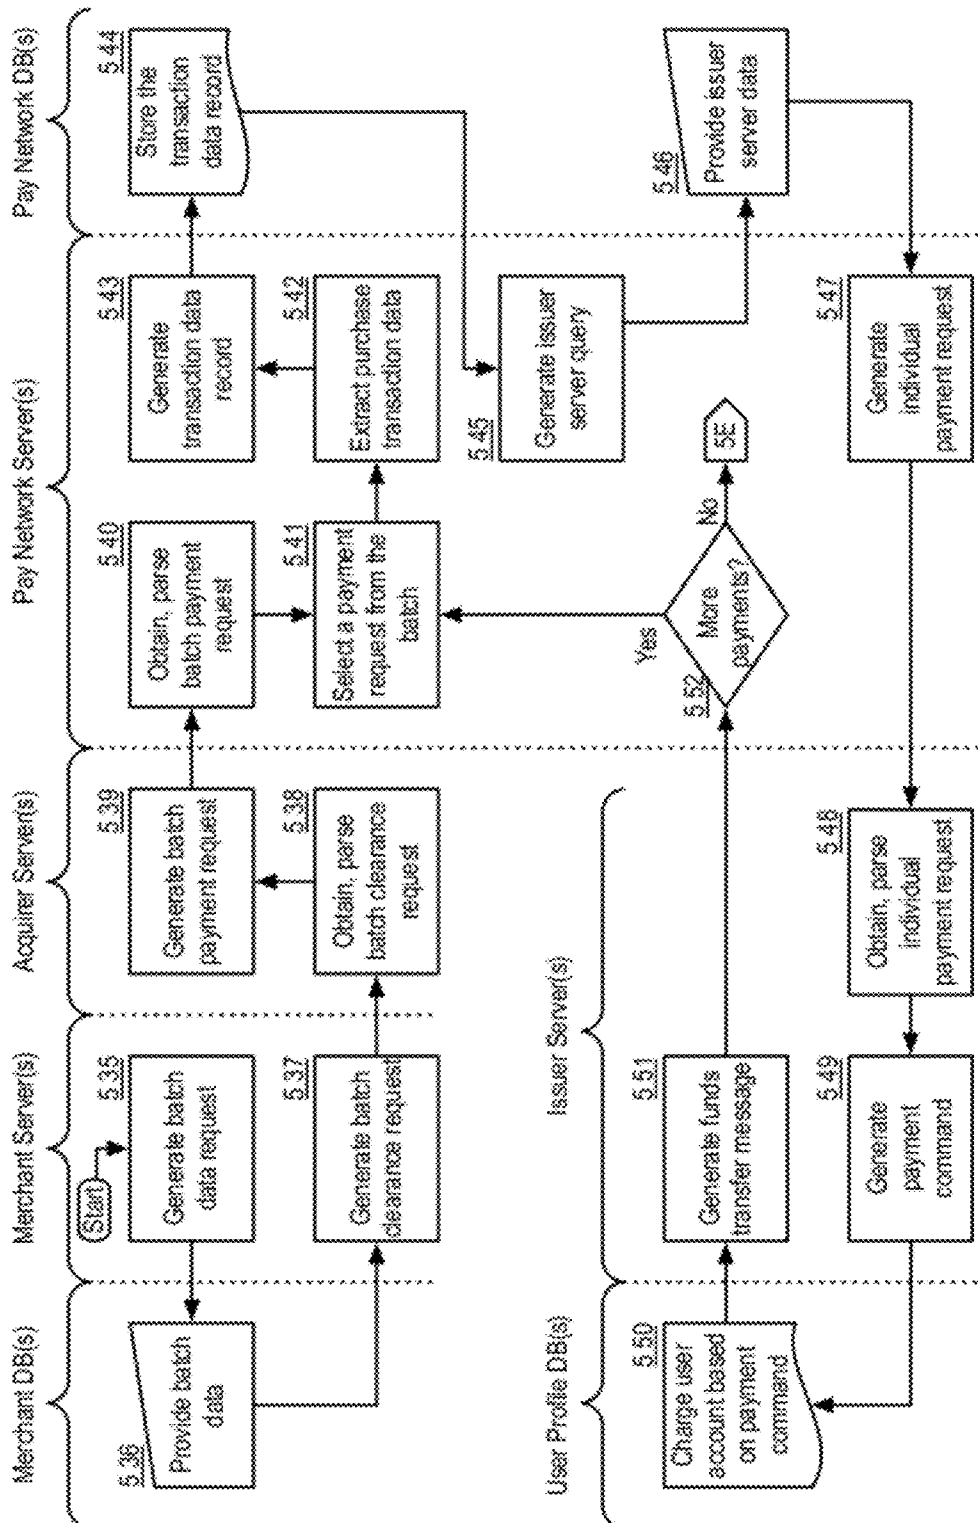 Merchant DB(s)
Merchant Server(s)
Acquirer Server(s)
Pay Network Server(s)
Pay Network DB(s)
Start
5.35
Generate batch
data request
5.36
Provide batch
data
5.37
Generate batch
clearance request
5.38
Obtain, parse
batch clearance
request
5.39
Generate batch
payment request
5.40
Obtain, parse
batch payment
request
5.41
Select a payment
request from the
batch
5.42
Extract purchase
transaction data
5.43
Generate
transaction data
record
5.44
Store the
transaction
data record
5.45
Generate issuer
server query
5.46
Provide issuer
server data
User Profile DB(s)
Issuer Server(s)
5.47
Generate
individual
payment request
5.48
Obtain, parse
individual
payment request
5.49
Generate
payment
command
5.50
Charge user
account based
on payment
command
5.51
Generate funds
transfer message
5.52
More
payments?
Yes
No
5E